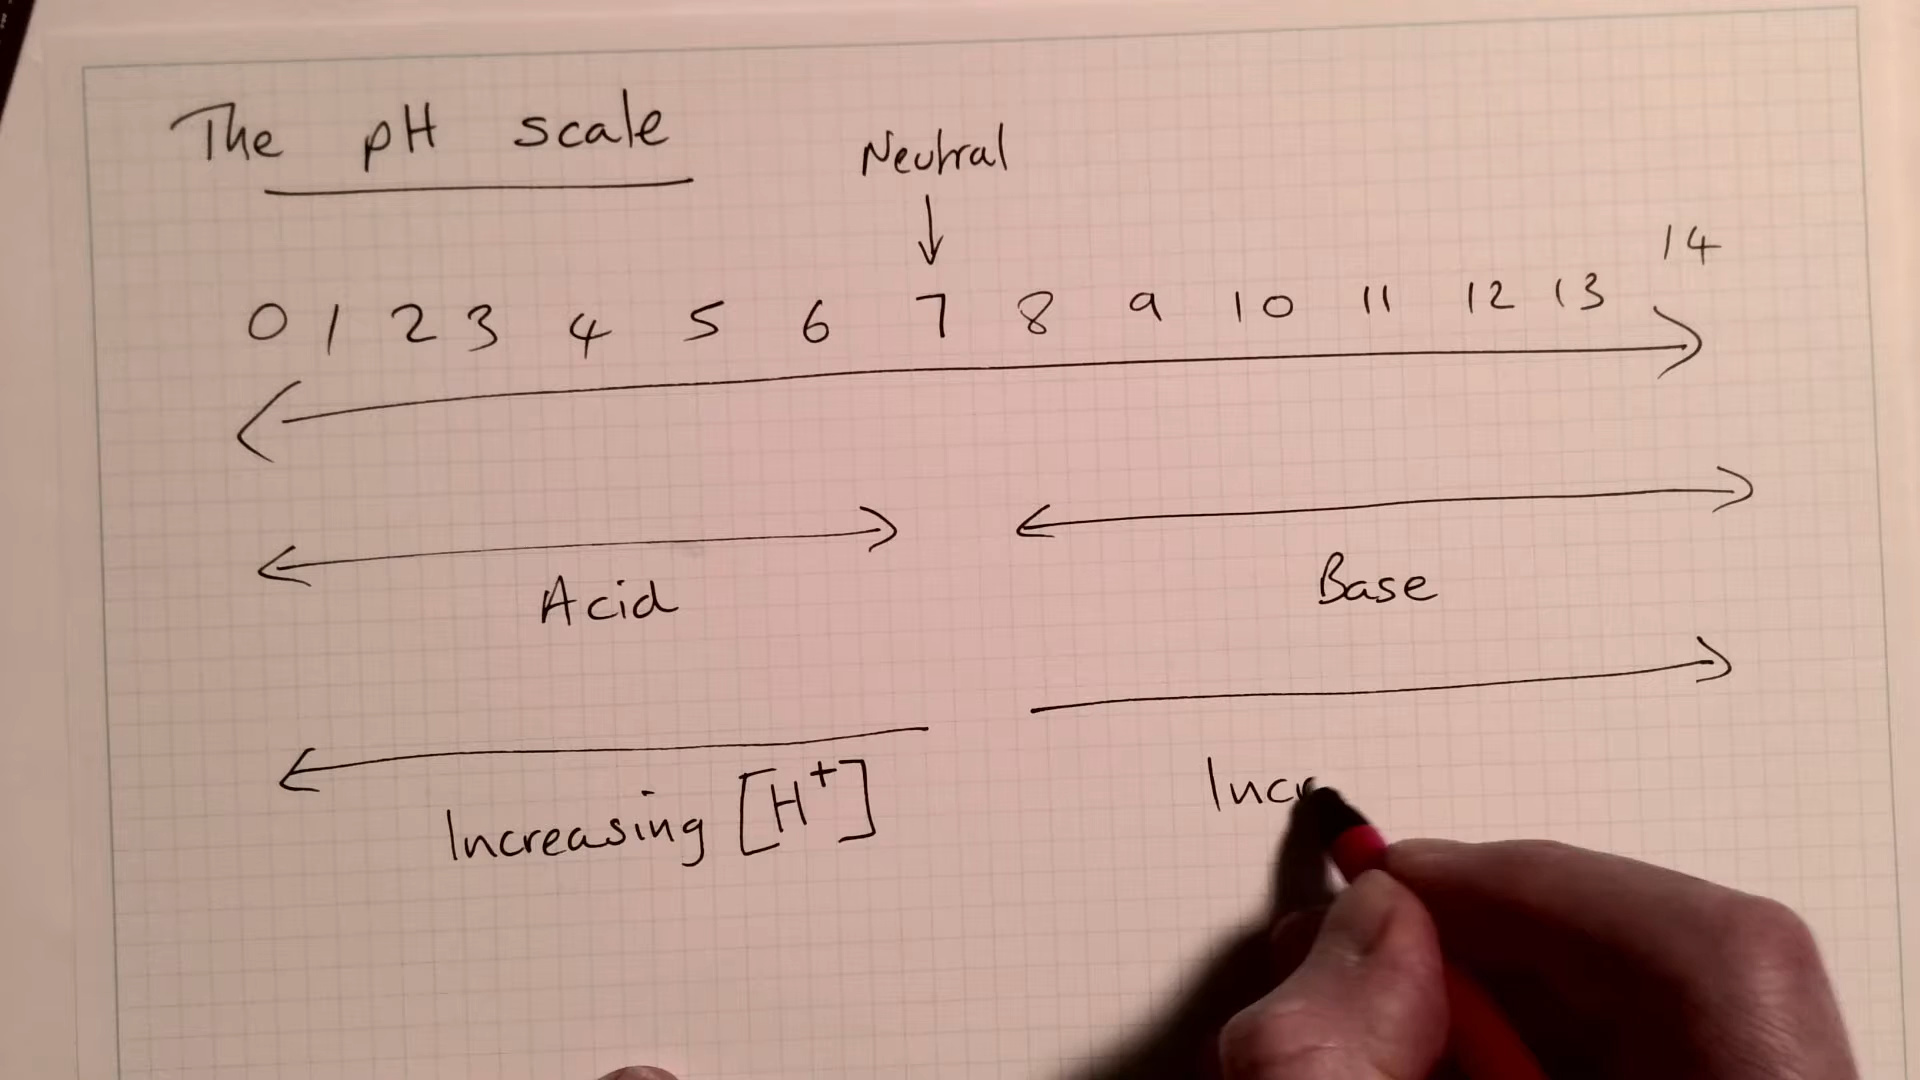 The pH scale
Neutral
0 1 2 3 4 5 6 7 8 9 10 11 12 13 14
Acid
Base
Increasing [H⁺]
Incr